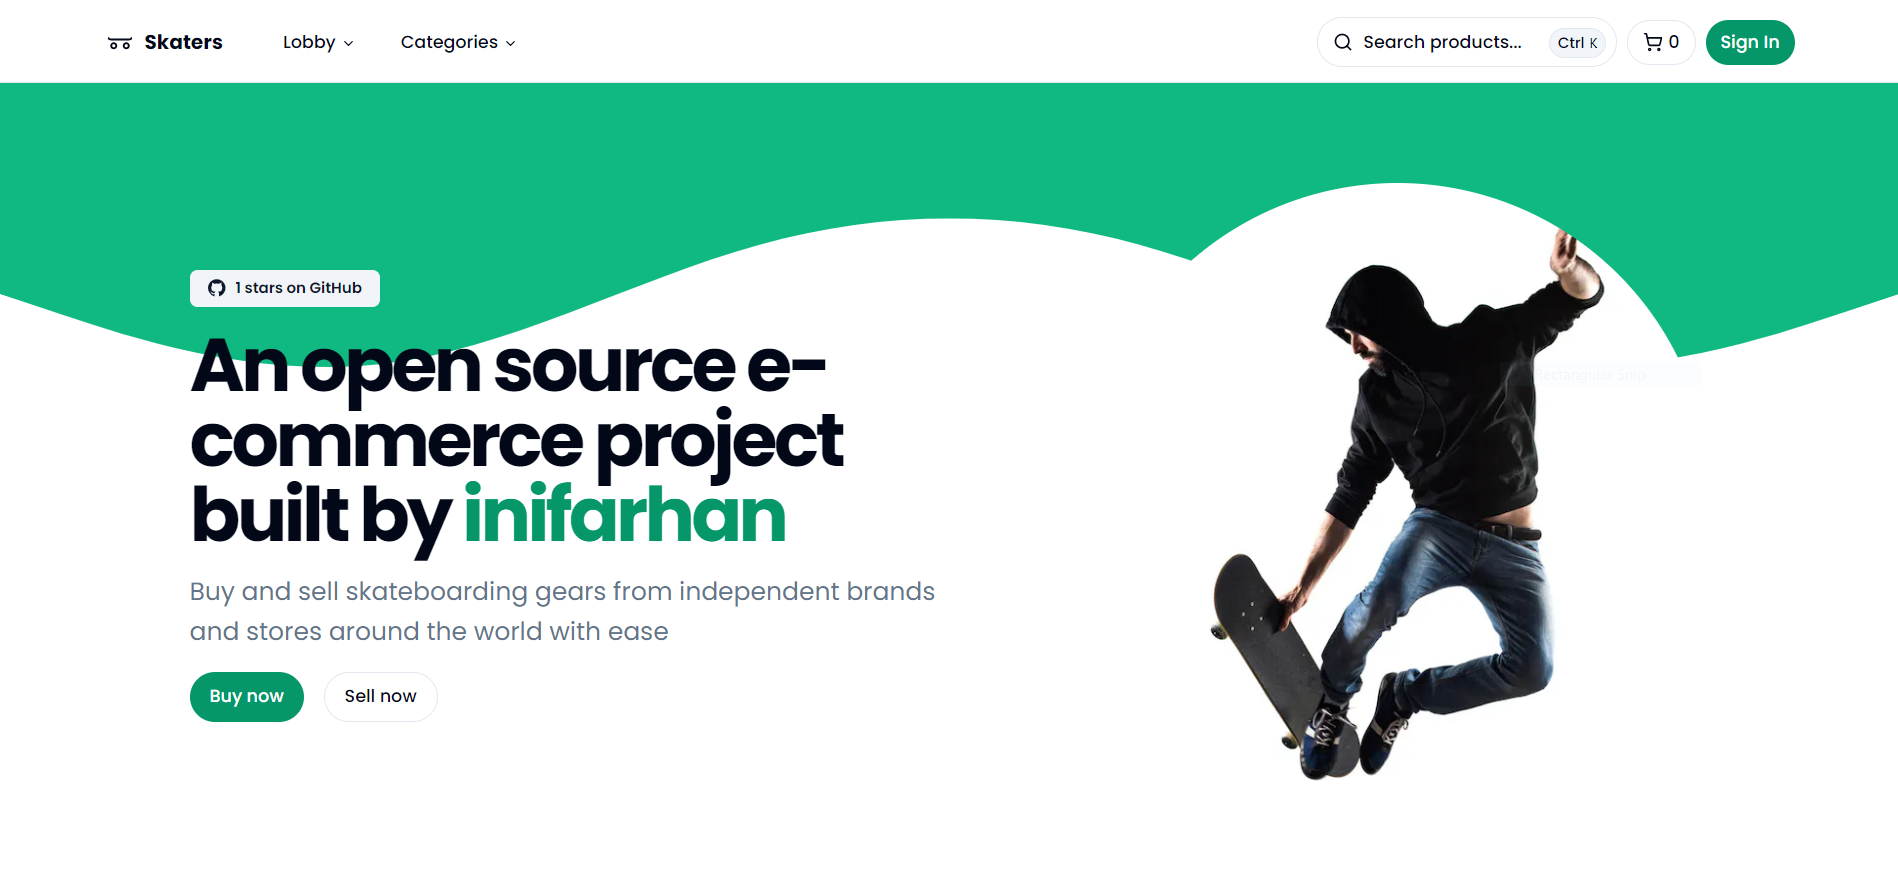 Skaters
Lobby
Categories
Search products...
Ctrl K
0
Sign In
1 stars on GitHub
An open source e-
commerce project
built by inifarhan
Rectangular Snip
Buy and sell skateboarding gears from independent brands
and stores around the world with ease
Buy now
Sell now